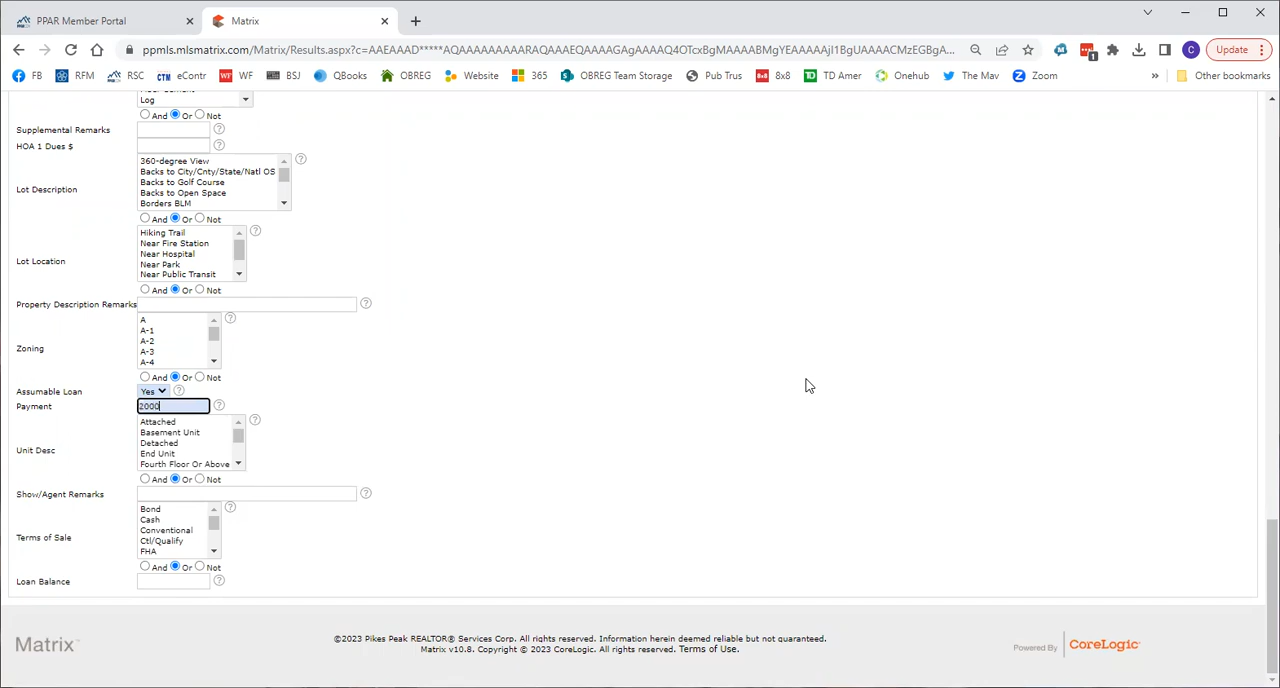 PPAR Member Portal
Matrix
ppmls.mlsmatrix.com/Matrix/Results.aspx?c=AAEAAAD*****AQAAAAAAAAARAQAAAEQAAAAGAgAAAAQ4OTcxBgMAAAABMgYEAAAAAjI1BgUAAAACMzEGBgA...
Update
FB RFM RSC eContr WF BSJ QBooks OBREG Website 365 OBREG Team Storage Pub Trus 8x8 TD Amer Onehub The Mav Zoom » Other bookmarks
Log
And Or Not
Supplemental Remarks
HOA 1 Dues $
360-degree View
Backs to City/Cnty/State/Natl OS
Lot Description
Backs to Golf Course
Backs to Open Space
Borders BLM
And Or Not
Hiking Trail
Near Fire Station
Near Hospital
Lot Location
Near Park
Near Public Transit
And Or Not
Property Description Remarks
A
A-1
A-2
Zoning
A-3
A-4
And Or Not
Assumable Loan Yes
Payment 2000
Attached
Basement Unit
Detached
Unit Desc
End Unit
Fourth Floor Or Above
And Or Not
Show/Agent Remarks
Bond
Cash
Conventional
Terms of Sale
Ctl/Qualify
FHA
And Or Not
Loan Balance
Matrix™
©2023 Pikes Peak REALTOR® Services Corp. All rights reserved. Information herein deemed reliable but not guaranteed.
Matrix v10.8. Copyright © 2023 CoreLogic. All rights reserved. Terms of Use.
Powered By CoreLogic